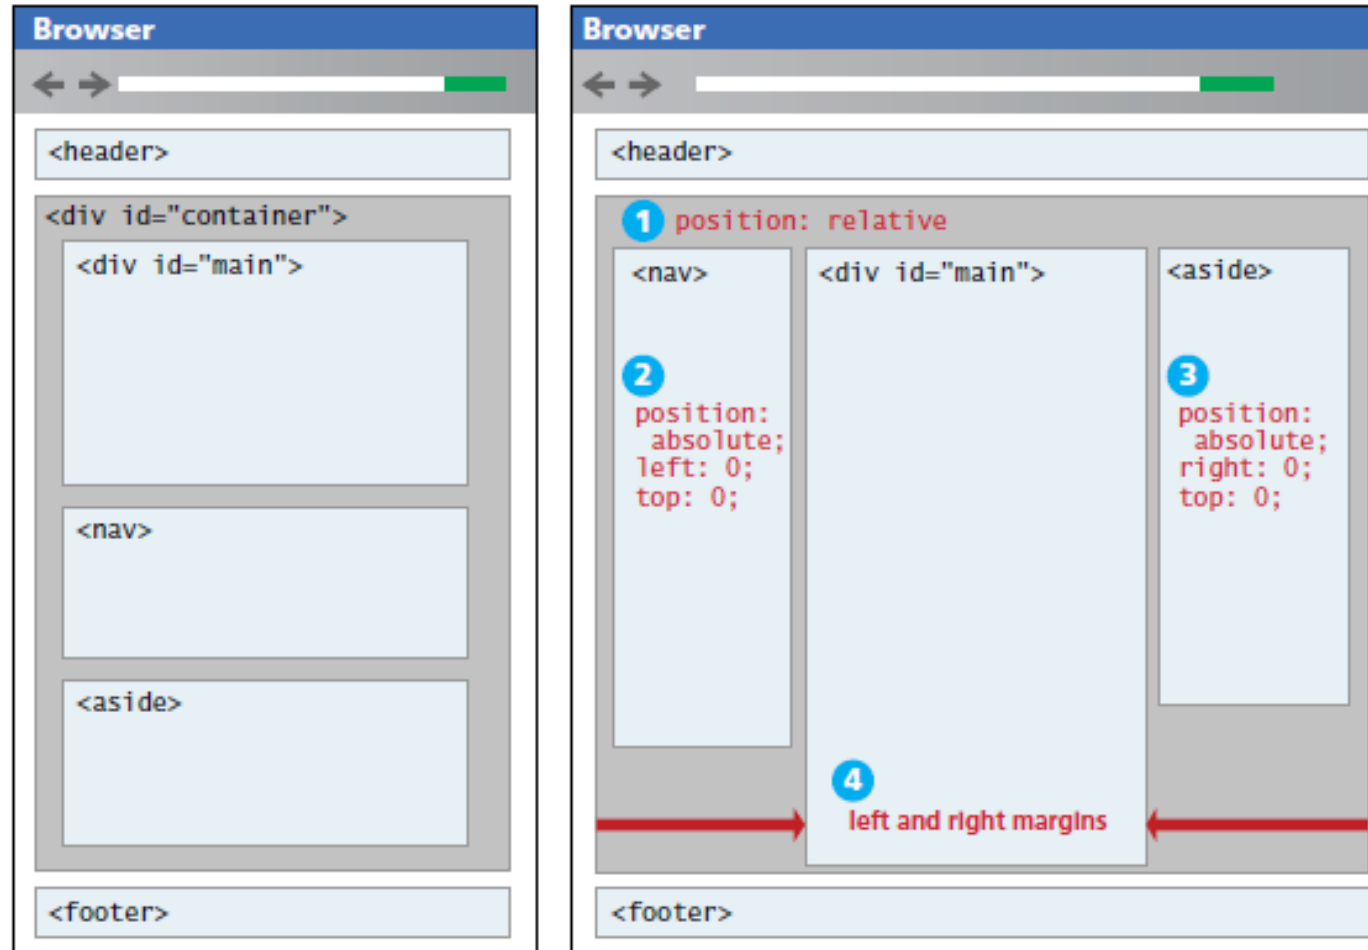 Browser
<header>
<div id="container">
<div id="main">
<nav>
<aside>
<footer>
Browser
<header>
1 position: relative
<nav>
2
position:
absolute;
left: 0;
top: 0;
<div id="main">
4
left and right margins
<aside>
3
position:
absolute;
right: 0;
top: 0;
<footer>